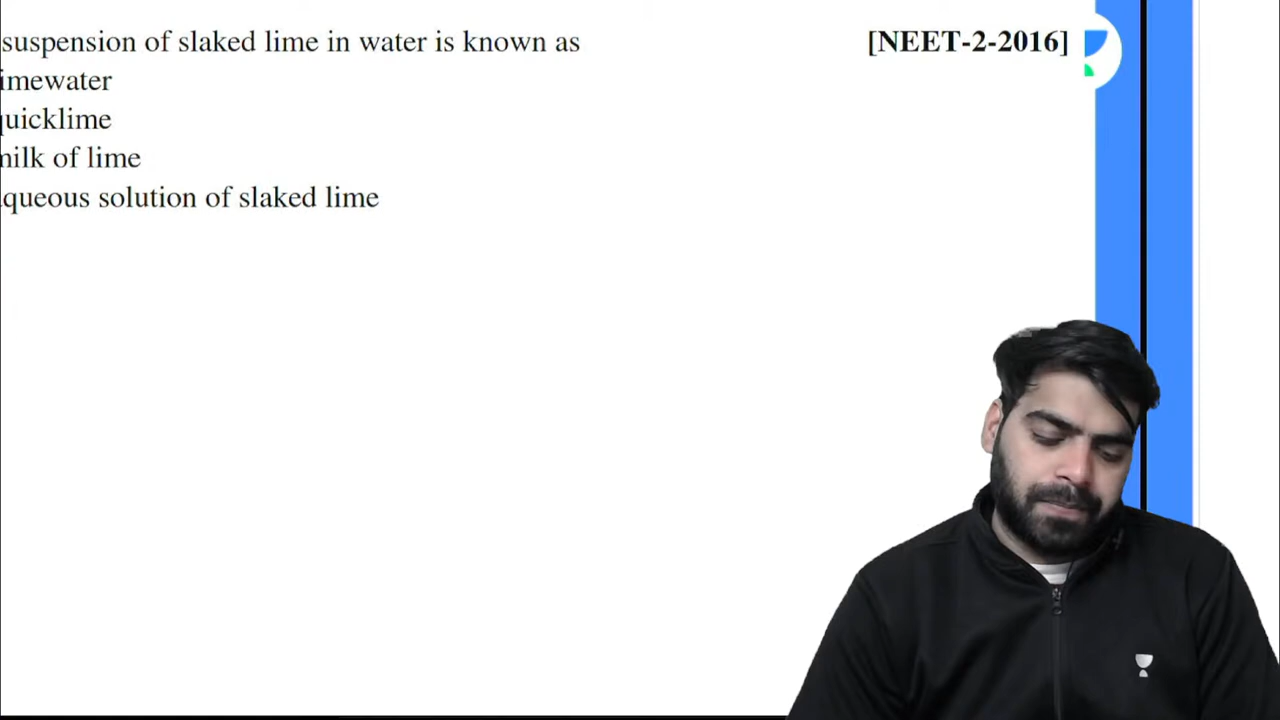 suspension of slaked lime in water is known as [NEET-2-2016]
imewater
quicklime
milk of lime
queous solution of slaked lime